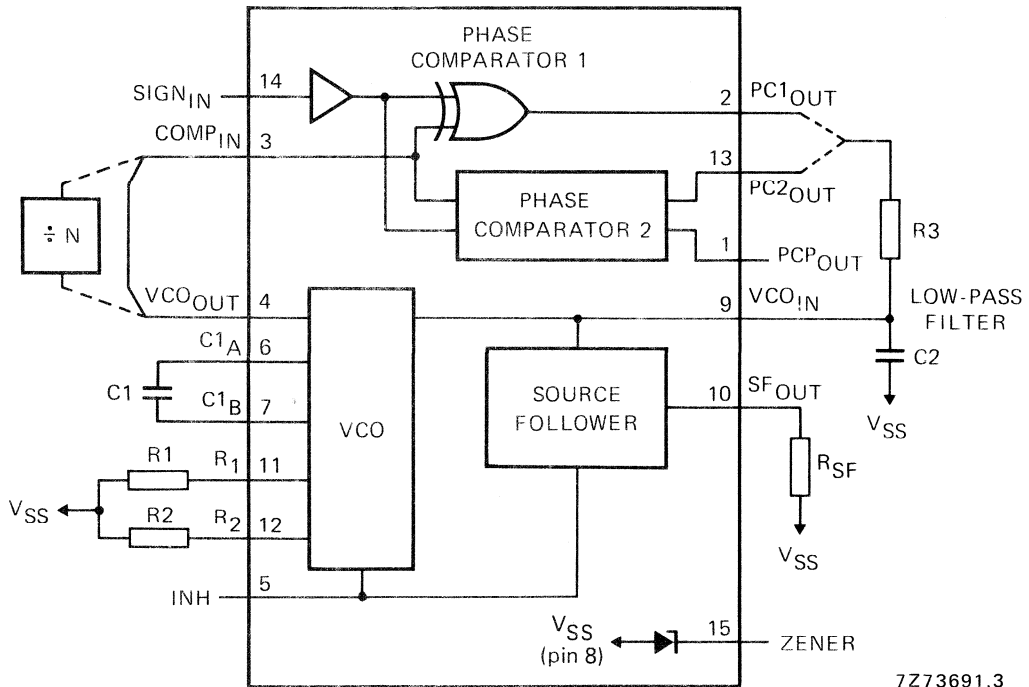 PHASE
COMPARATOR 1
SIGN_IN
14
COMP_IN
3
2
PC1_OUT
13
PC2_OUT
PHASE
COMPARATOR 2
1
PCP_OUT
÷ N
R3
VCO_OUT
4
9
VCO_IN
LOW-PASS
FILTER
C1_A
6
C1
C1_B
7
VCO
SOURCE
FOLLOWER
10
SF_OUT
C2
V_SS
R1
R_1
11
V_SS
R2
R_2
12
R_SF
V_SS
INH
5
V_SS
(pin 8)
15
ZENER
7Z73691.3